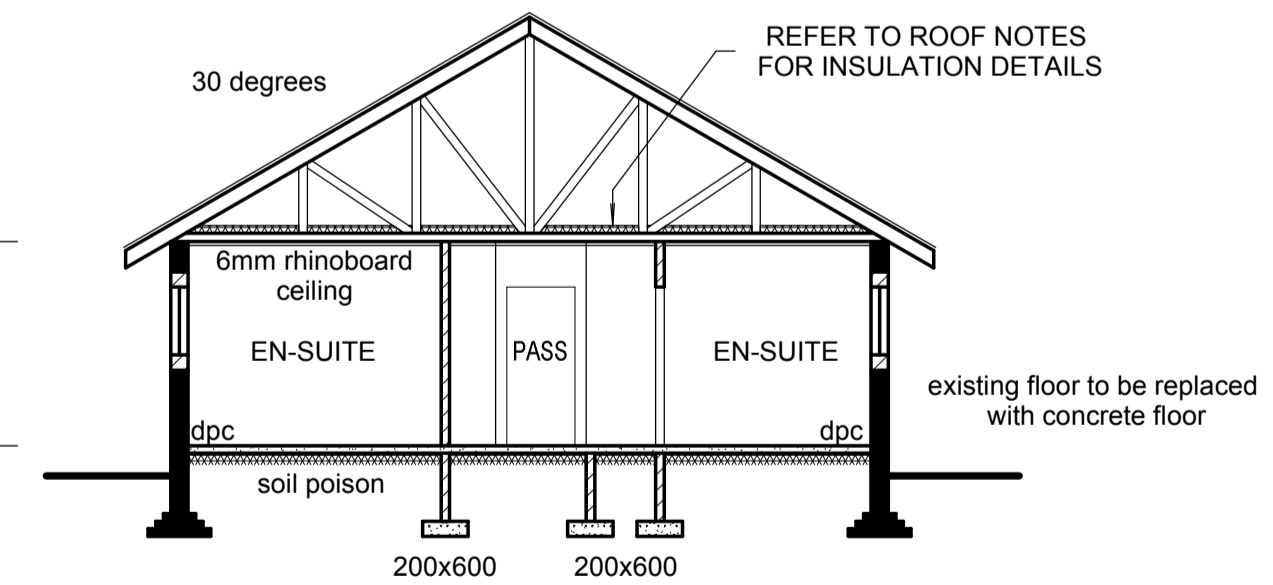 REFER TO ROOF NOTES
FOR INSULATION DETAILS
30 degrees
6mm rhinoboard
ceiling
EN-SUITE
PASS
EN-SUITE
existing floor to be replaced
with concrete floor
dpc
dpc
soil poison
200x600
200x600